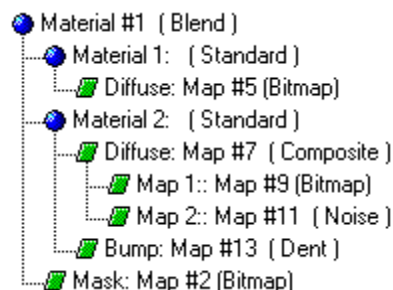 Material #1 ( Blend )
Material 1: ( Standard )
Diffuse: Map #5 (Bitmap)
Material 2: ( Standard )
Diffuse: Map #7 ( Composite )
Map 1:: Map #9 (Bitmap)
Map 2:: Map #11 ( Noise )
Bump: Map #13 ( Dent )
Mask: Map #2 (Bitmap)